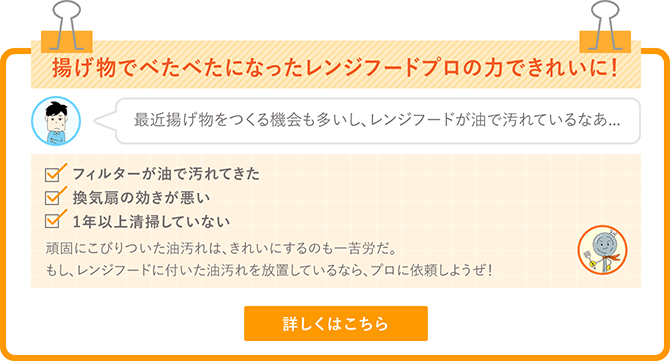 揚げ物でべたべたになったレンジフードプロの力できれいに!
最近揚げ物をつくる機会も多いし、レンジフードが油で汚れているなあ...
フィルターが油で汚れてきた
換気扇の効きが悪い
1年以上清掃していない
頑固にこびりついた油汚れは、きれいにするのも一苦労だ。
もし、レンジフードに付いた油汚れを放置しているなら、プロに依頼しようぜ!
詳しくはこちら